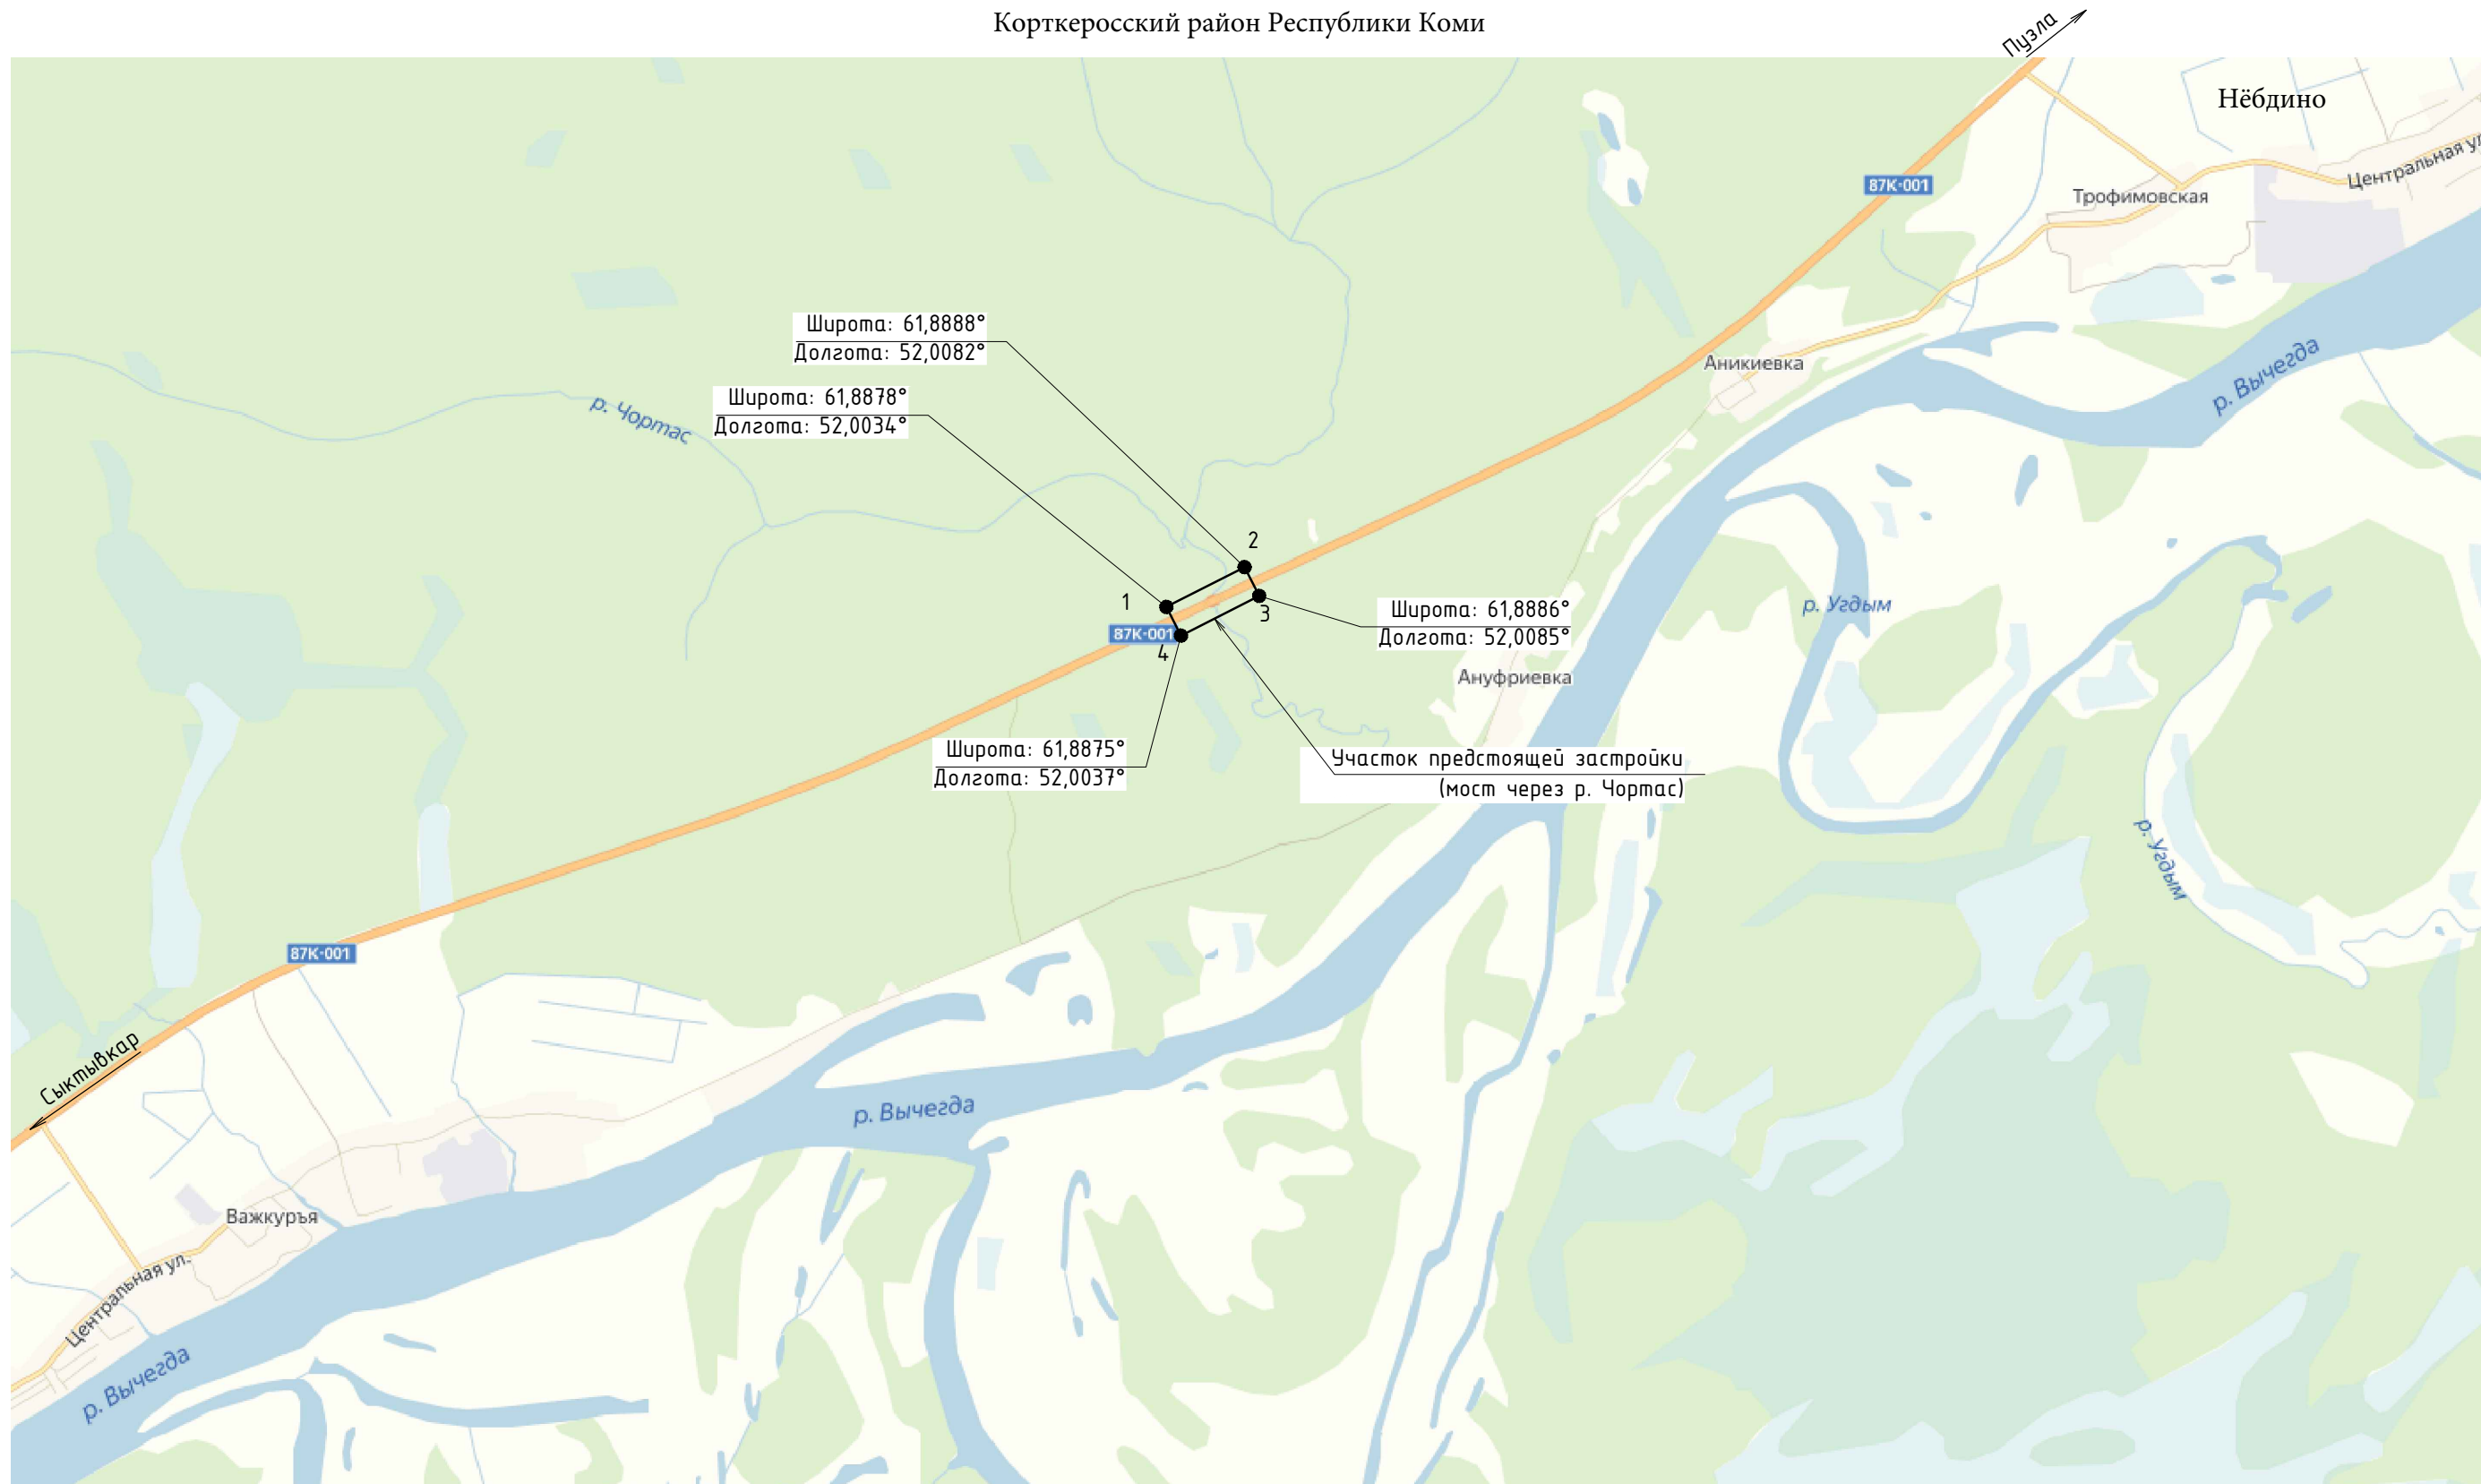 Корткеросский район Республики Коми
Пузла
Нёбдино
Центральная ул
87К-001
Трофимовская
Широта: 61,8888°
Долгота: 52,0082°
Аникиевка
р. Вычегда
Широта: 61,8878°
Долгота: 52,0034°
р. Чортас
2
1
3
4
87К-001
Широта: 61,8886°
Долгота: 52,0085°
р. Угдым
Ануфриевка
Широта: 61,8875°
Долгота: 52,0037°
Участок предстоящей застройки
(мост через р. Чортас)
р. Угдым
87К-001
Сыктывкар
р. Вычегда
Важкуръя
Центральная ул.
р. Вычегда